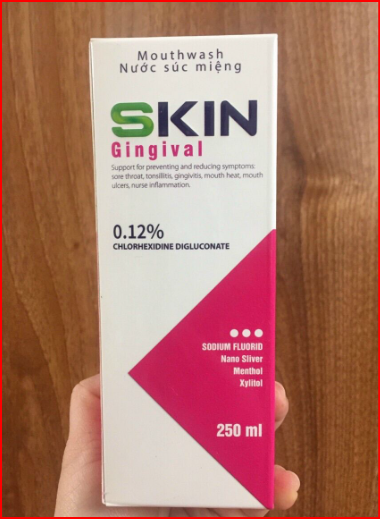 Mouthwash
Nước súc miệng
SKIN
Gingival
Support for preventing and reducing symptoms:
sore throat, tonsillitis, gingivitis, mouth heat, mouth
ulcers, nurse inflammation.
0.12%
CHLORHEXIDINE DIGLUCONATE
SODIUM FLUORID
Nano Sliver
Menthol
Xylitol
250 ml